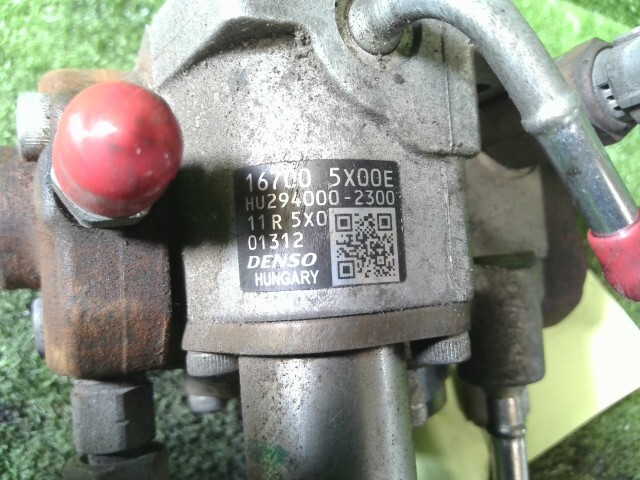 16700 5X00E
HU294000-2300
11R 5X0
01312
DENSO
HUNGARY